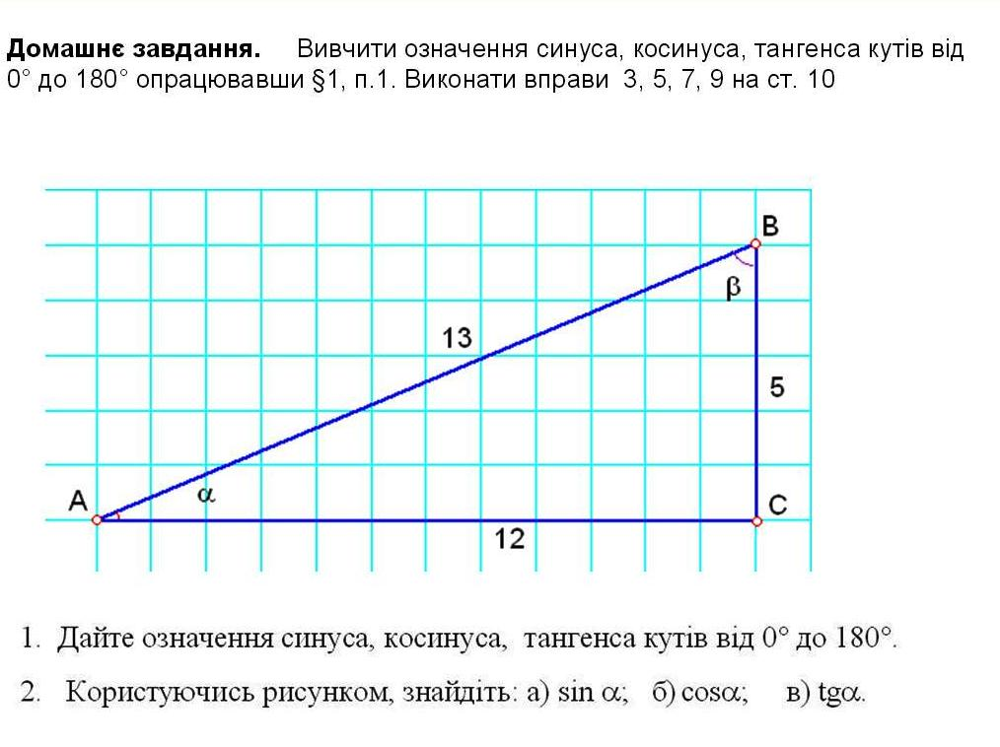 Домашнє завдання. Вивчити означення синуса, косинуса, тангенса кутів від
0° до 180° опрацювавши §1, п.1. Виконати вправи 3, 5, 7, 9 на ст. 10
B
β
13
5
A
α
C
12
1. Дайте означення синуса, косинуса, тангенса кутів від 0° до 180°.
2. Користуючись рисунком, знайдіть: а) sin α; б) cosα; в) tgα.